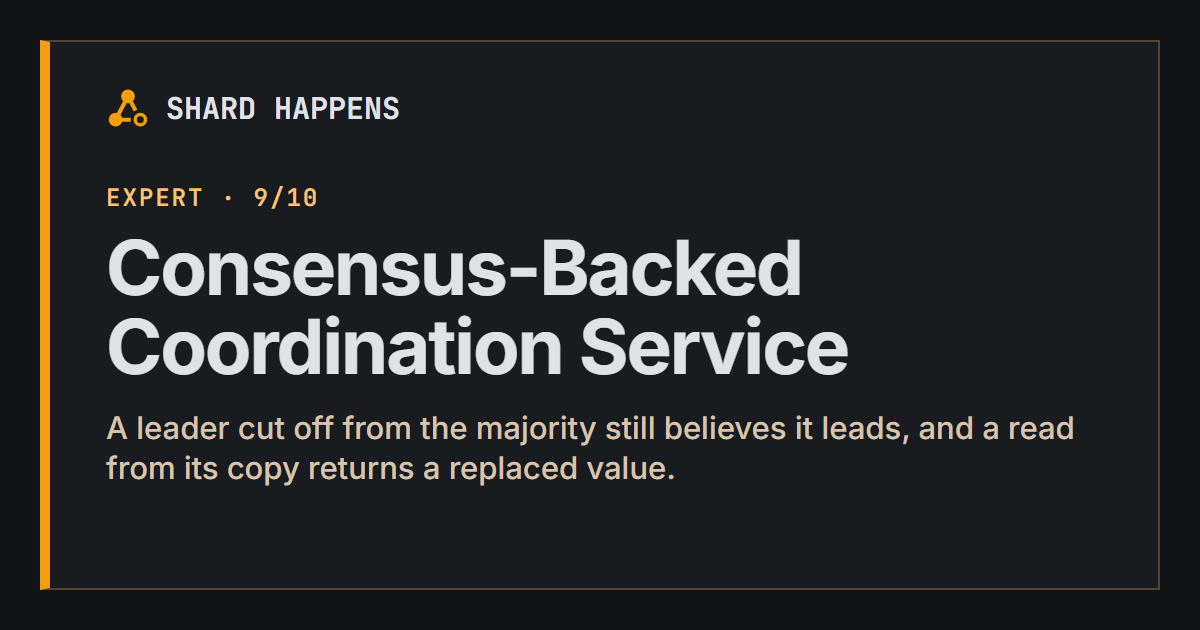 SHARD HAPPENS
EXPERT · 9/10
Consensus-Backed
Coordination Service
A leader cut off from the majority still believes it leads, and a read
from its copy returns a replaced value.